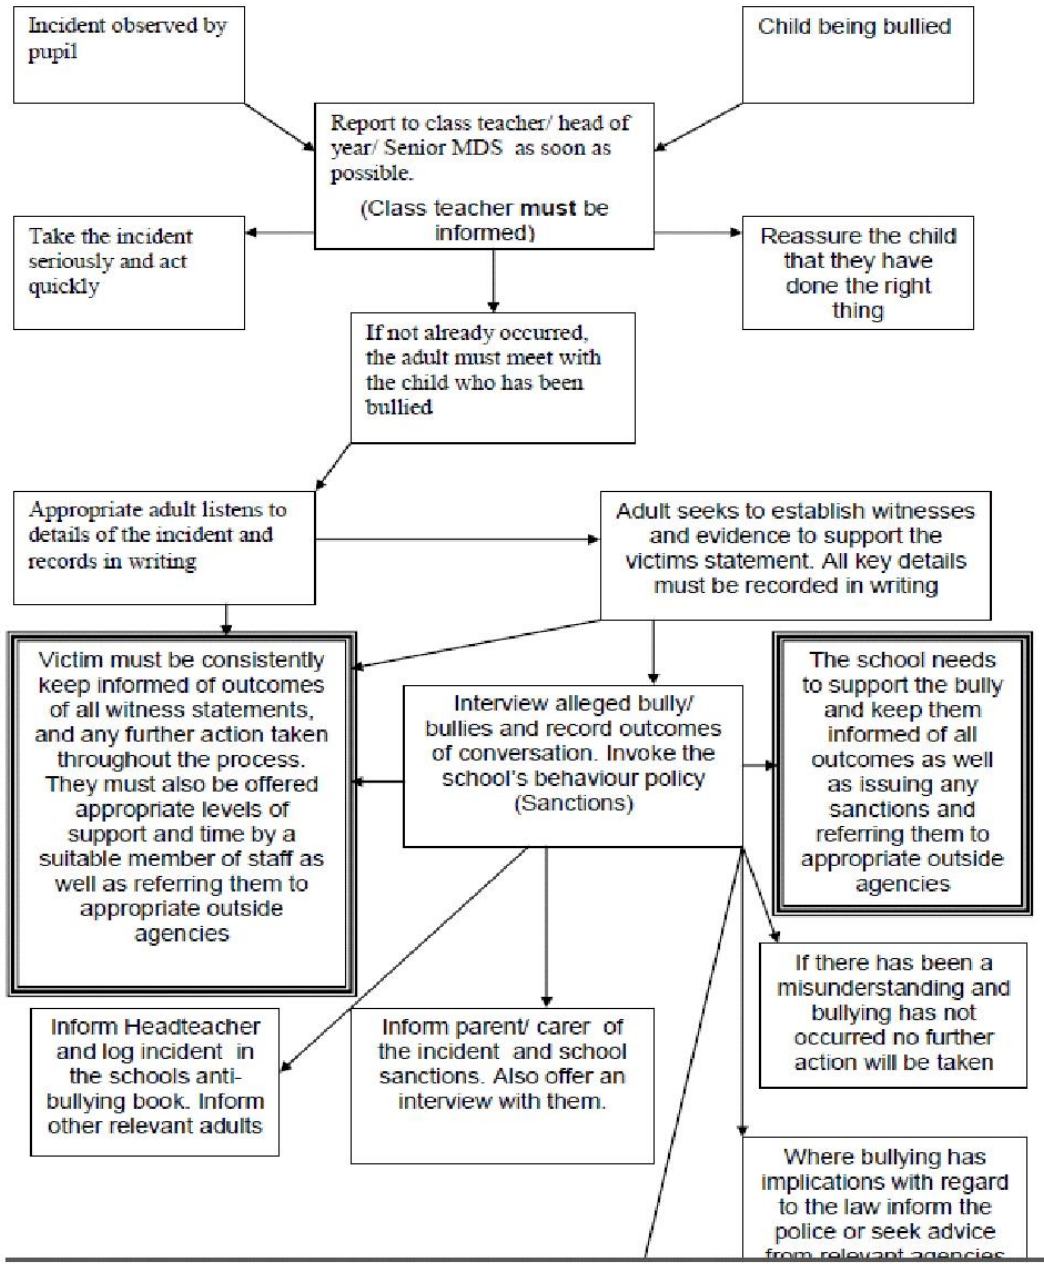 Incident observed by
pupil
Child being bullied
Report to class teacher/ head of
year/ Senior MDS as soon as
possible.
(Class teacher must be
informed)
Take the incident
seriously and act
quickly
Reassure the child
that they have
done the right
thing
If not already occurred,
the adult must meet with
the child who has been
bullied
Appropriate adult listens to
details of the incident and
records in writing
Adult seeks to establish witnesses
and evidence to support the
victims statement. All key details
must be recorded in writing
Victim must be consistently
keep informed of outcomes
of all witness statements,
and any further action taken
throughout the process.
They must also be offered
appropriate levels of
support and time by a
suitable member of staff as
well as referring them to
appropriate outside
agencies
Interview alleged bully/
bullies and record outcomes
of conversation. Invoke the
school's behaviour policy
(Sanctions)
The school needs
to support the bully
and keep them
informed of all
outcomes as well
as issuing any
sanctions and
referring them to
appropriate outside
agencies
If there has been a
misunderstanding and
bullying has not
occurred no further
action will be taken
Inform Headteacher
and log incident in
the schools anti-
bullying book. Inform
other relevant adults
Inform parent/ carer of
the incident and school
sanctions. Also offer an
interview with them.
Where bullying has
implications with regard
to the law inform the
police or seek advice
from relevant agencies